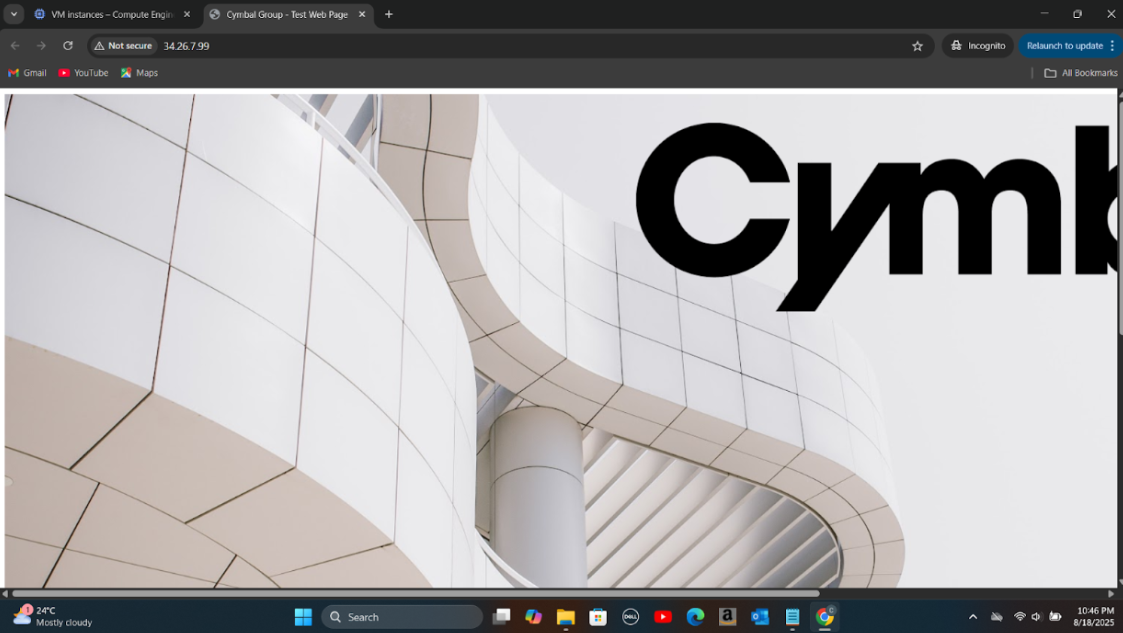 VM instances – Compute Engin
Cymbal Group - Test Web Page
Not secure
34.26.7.99
Incognito
Relaunch to update
Gmail
YouTube
Maps
All Bookmarks
Cymb
24°C
Mostly cloudy
Search
DELL
a
10:46 PM
8/18/2025